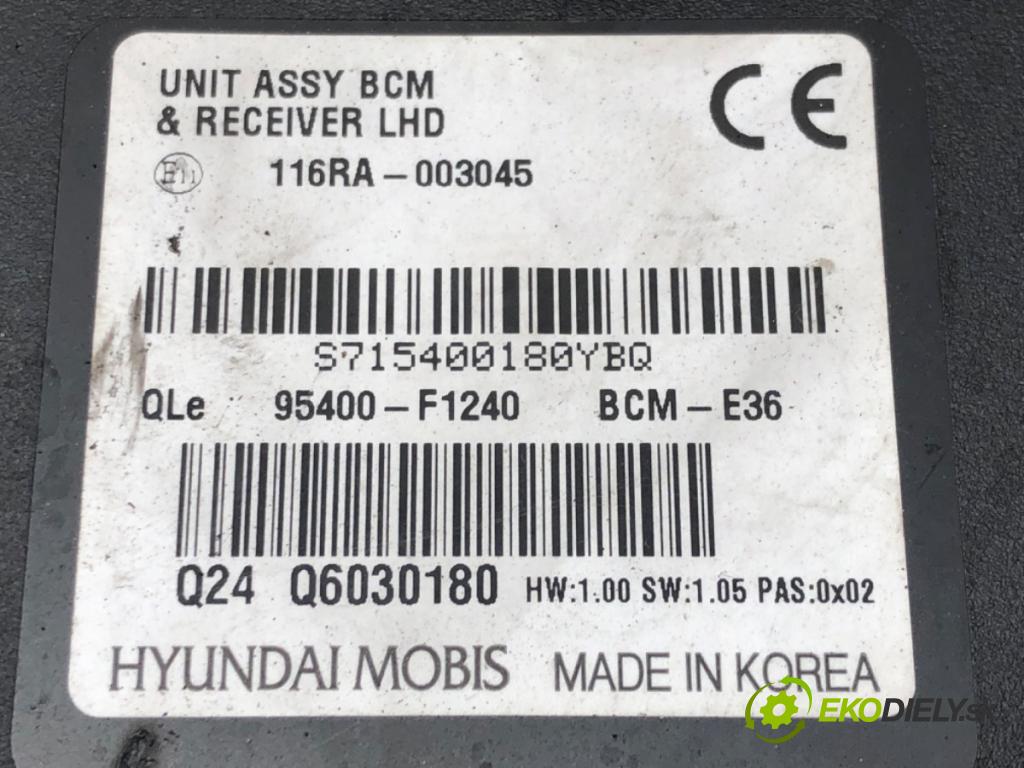 UNIT ASSY BCM
& RECEIVER LHD
E11 116RA-003045
CE
S715400180YBQ
QLe 95400-F1240 BCM-E36
Q24 Q6030180 HW:1.00 SW:1.05 PAS:0x02
HYUNDAI MOBIS MADE IN KOREA
EKODIELY.sk